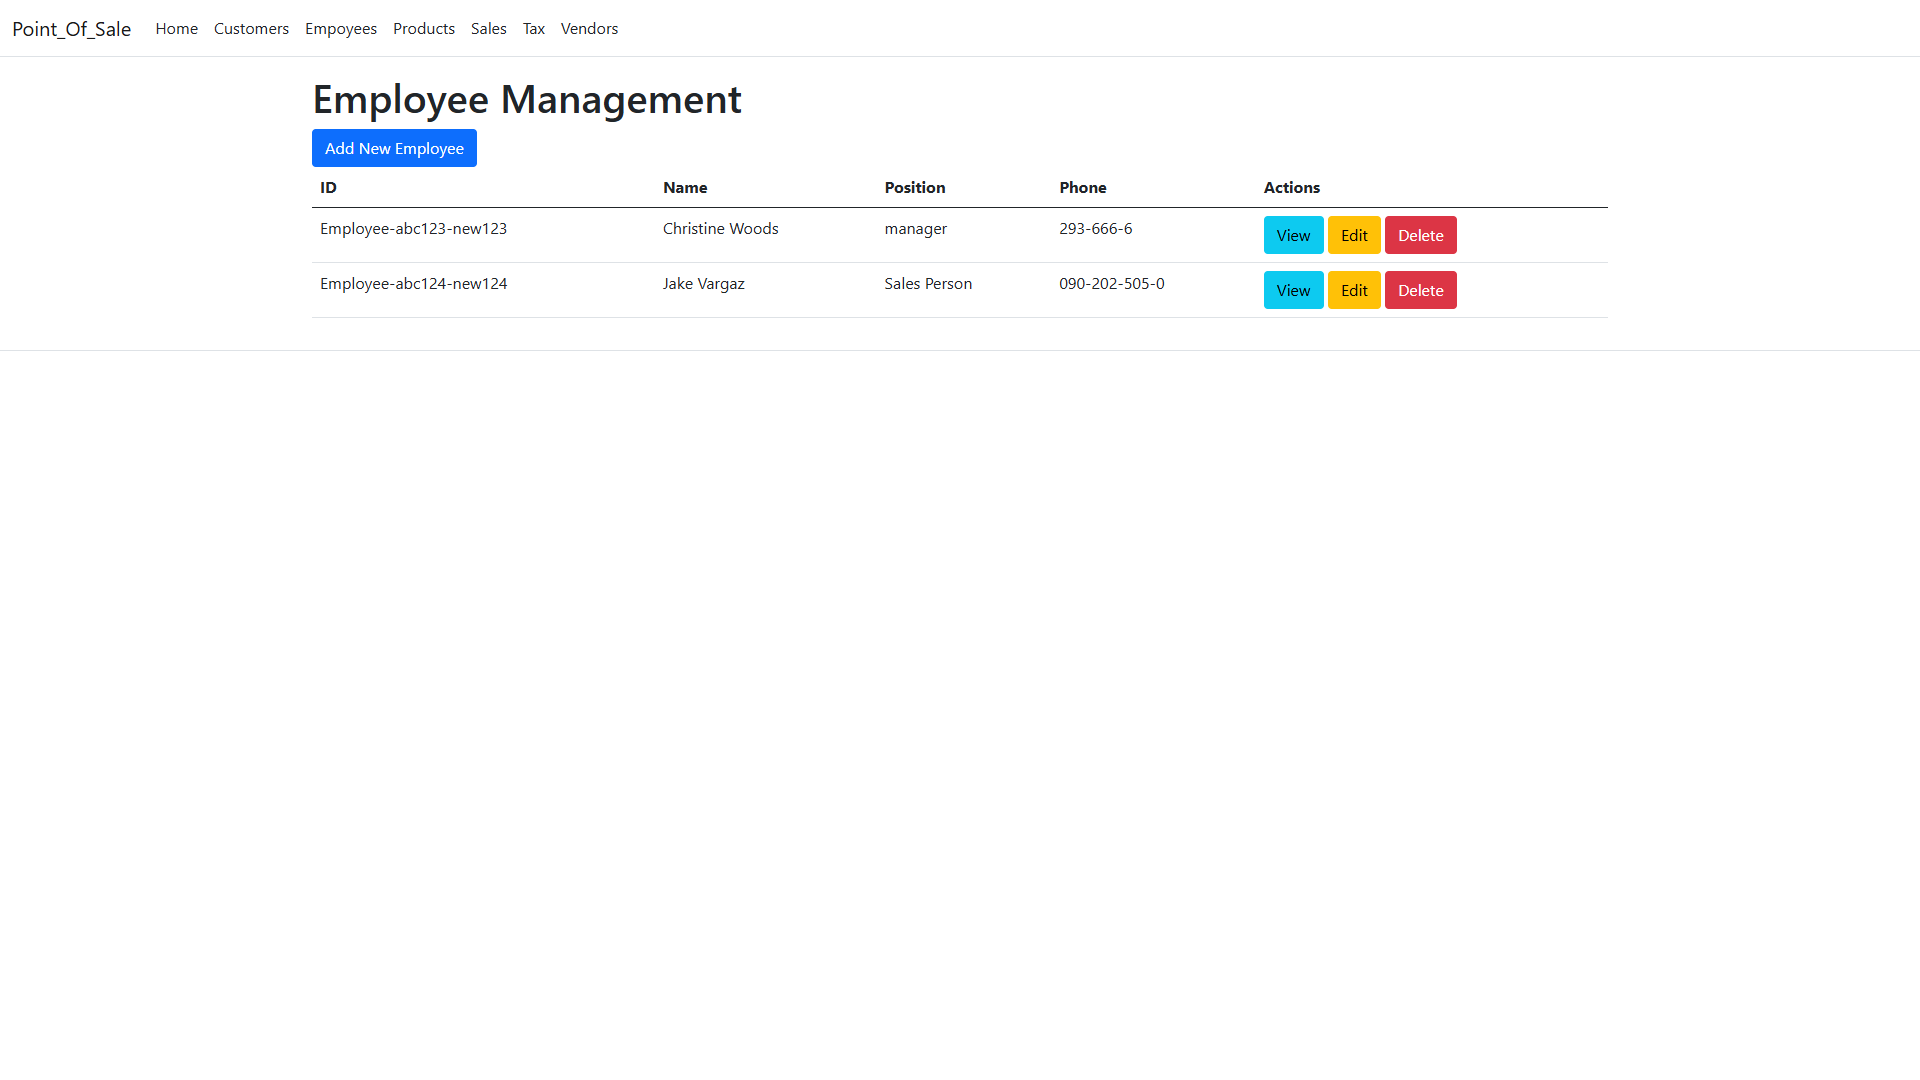 Point_Of_Sale Home Customers Empoyees Products Sales Tax Vendors
Employee Management
Add New Employee
ID Name Position Phone Actions
Employee-abc123-new123 Christine Woods manager 293-666-6 View Edit Delete
Employee-abc124-new124 Jake Vargaz Sales Person 090-202-505-0 View Edit Delete